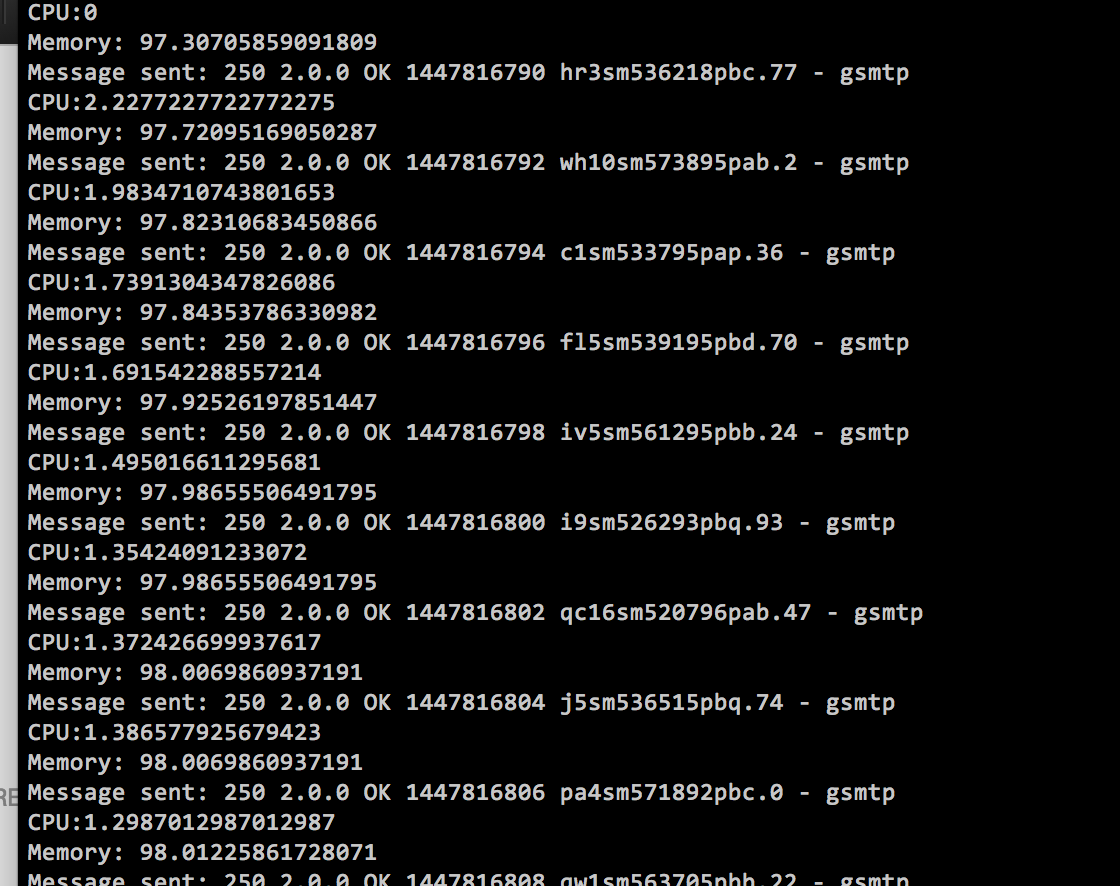 CPU:0
Memory: 97.30705859091809
Message sent: 250 2.0.0 OK 1447816790 hr3sm536218pbc.77 - gsmtp
CPU:2.2277227722772275
Memory: 97.72095169050287
Message sent: 250 2.0.0 OK 1447816792 wh10sm573895pab.2 - gsmtp
CPU:1.9834710743801653
Memory: 97.82310683450866
Message sent: 250 2.0.0 OK 1447816794 c1sm533795pap.36 - gsmtp
CPU:1.7391304347826086
Memory: 97.84353786330982
Message sent: 250 2.0.0 OK 1447816796 fl5sm539195pbd.70 - gsmtp
CPU:1.691542288557214
Memory: 97.92526197851447
Message sent: 250 2.0.0 OK 1447816798 iv5sm561295pbb.24 - gsmtp
CPU:1.495016611295681
Memory: 97.98655506491795
Message sent: 250 2.0.0 OK 1447816800 i9sm526293pbq.93 - gsmtp
CPU:1.35424091233072
Memory: 97.98655506491795
Message sent: 250 2.0.0 OK 1447816802 qc16sm520796pab.47 - gsmtp
CPU:1.372426699937617
Memory: 98.0069860937191
Message sent: 250 2.0.0 OK 1447816804 j5sm536515pbq.74 - gsmtp
CPU:1.386577925679423
Memory: 98.0069860937191
RE Message sent: 250 2.0.0 OK 1447816806 pa4sm571892pbc.0 - gsmtp
CPU:1.2987012987012987
Memory: 98.01225861728071
Message sent: 250 2.0.0 OK 1447816808 qw1sm563705pbb.22 - gsmtp